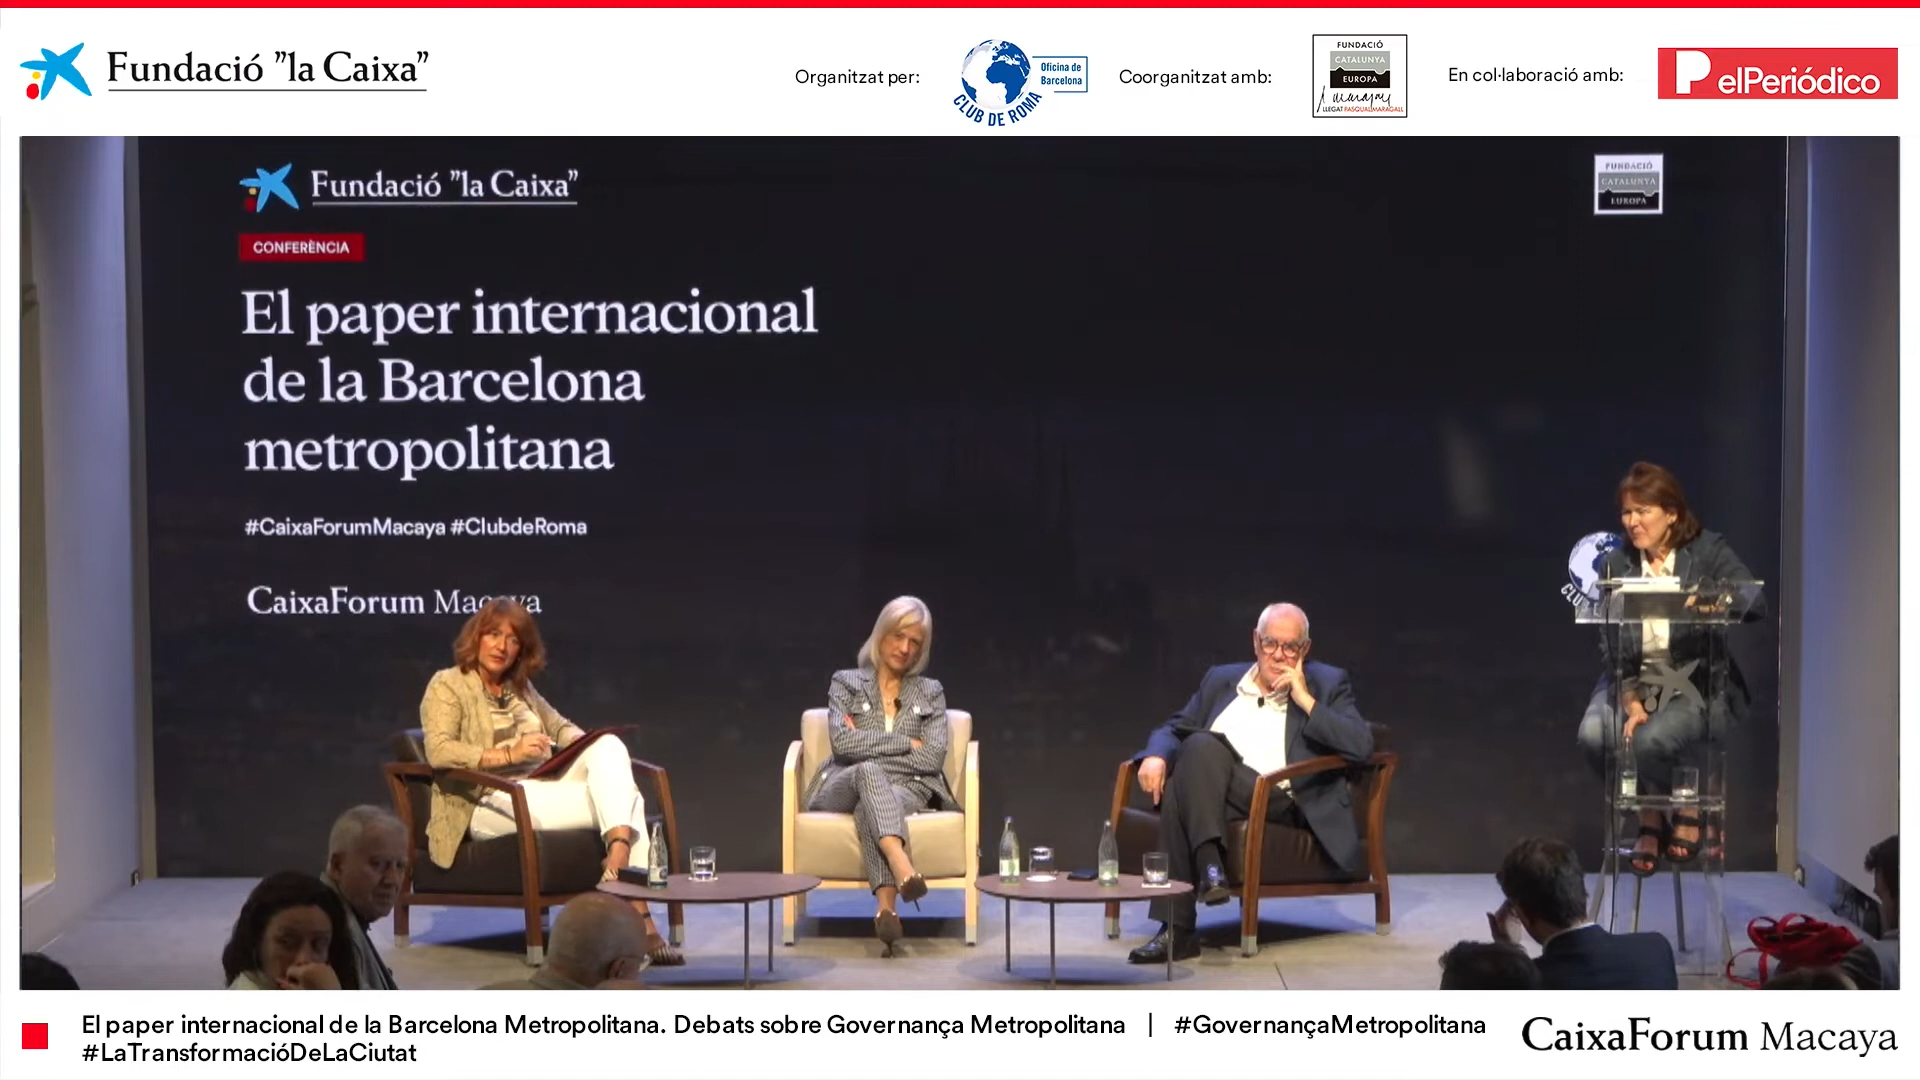 Fundació "la Caixa"
Organitzat per:
Oficina de
Barcelona
CLUB DE ROMA
Coorganitzat amb:
FUNDACIÓ
CATALUNYA
EUROPA
LLEGAT PASQUAL MARAGALL
En col·laboració amb:
elPeriódico
Fundació "la Caixa"
FUNDACIÓ
CATALUNYA
EUROPA
CONFERÈNCIA
El paper internacional
de la Barcelona
metropolitana
#CaixaForumMacaya #ClubdeRoma
CaixaForum Macaya
El paper internacional de la Barcelona Metropolitana. Debats sobre Governança Metropolitana | #GovernançaMetropolitana
#LaTransformacióDeLaCiutat
CaixaForum Macaya